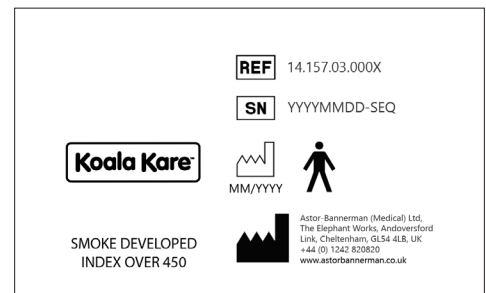 REF 14.157.03.000X
SN YYYYMMDD-SEQ
Koala Kare™
MM/YYYY
SMOKE DEVELOPED
INDEX OVER 450
Astor-Bannerman (Medical) Ltd,
The Elephant Works, Andoversford
Link, Cheltenham, GL54 4LB, UK
+44 (0) 1242 820820
www.astorbannerman.co.uk